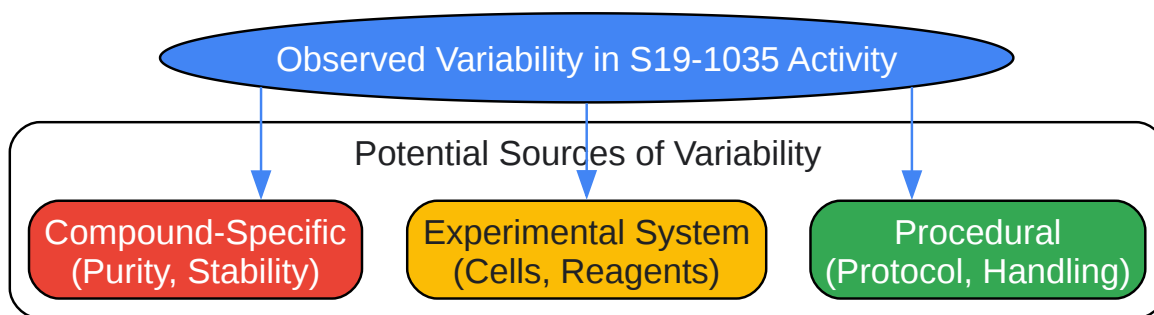 Observed Variability in S19-1035 Activity
Potential Sources of Variability
Compound-Specific
(Purity, Stability)
Experimental System
(Cells, Reagents)
Procedural
(Protocol, Handling)